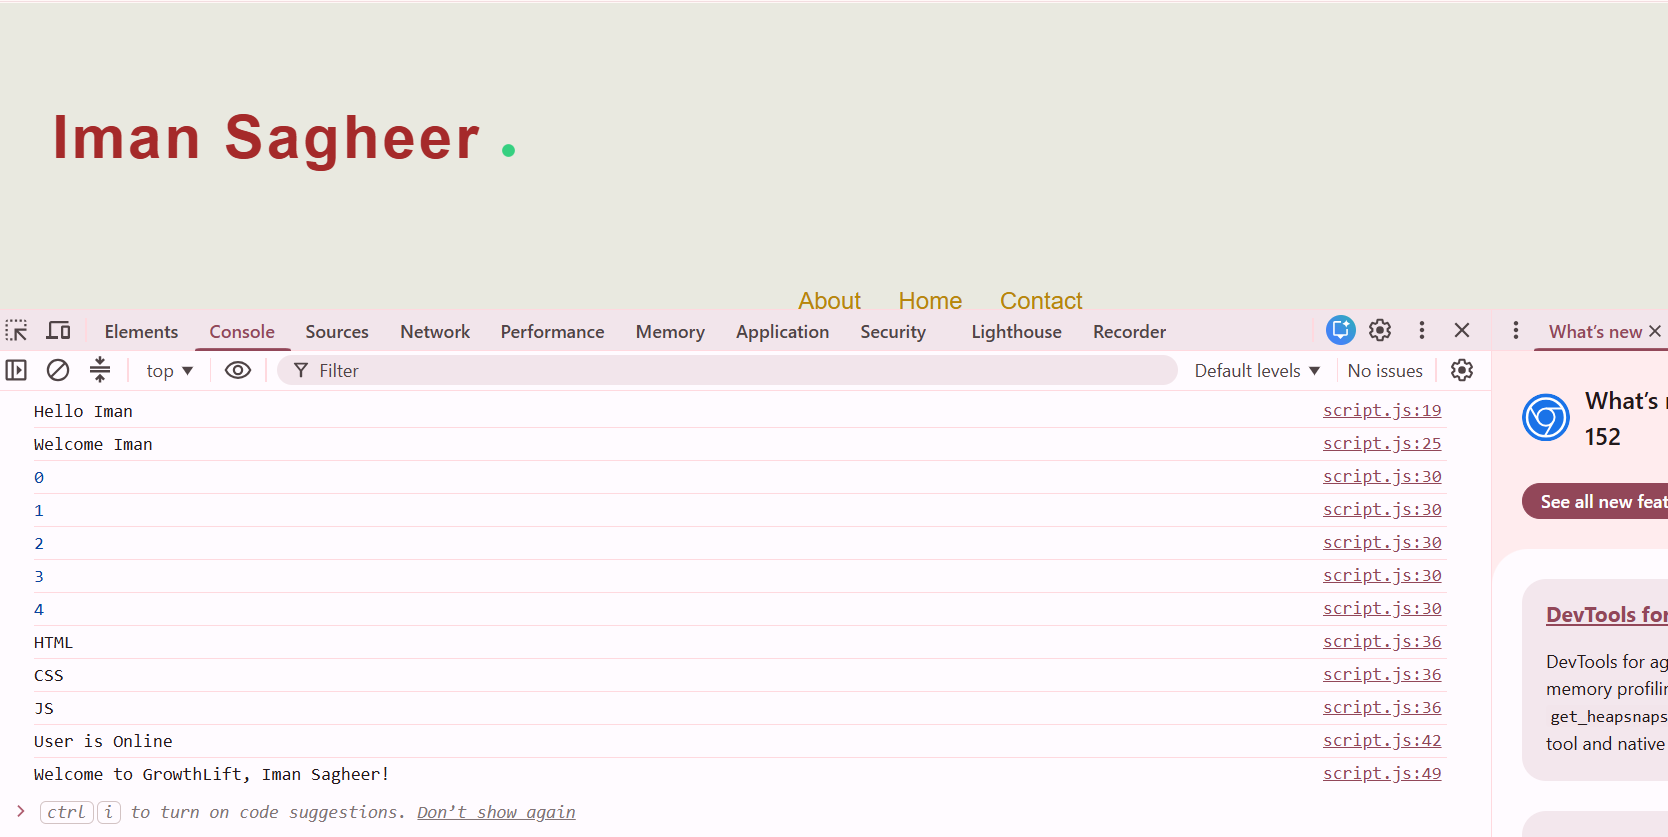 Iman Sagheer .
About Home Contact
Elements Console Sources Network Performance Memory Application Security Lighthouse Recorder What's new
top Filter Default levels No issues
Hello Iman script.js:19
Welcome Iman script.js:25
0 script.js:30
1 script.js:30
2 script.js:30
3 script.js:30
4 script.js:30
HTML script.js:36
CSS script.js:36
JS script.js:36
User is Online script.js:42
Welcome to GrowthLift, Iman Sagheer! script.js:49
ctrl i to turn on code suggestions. Don't show again
What's
152
See all new
DevTools
DevTools for
memory
tool and native